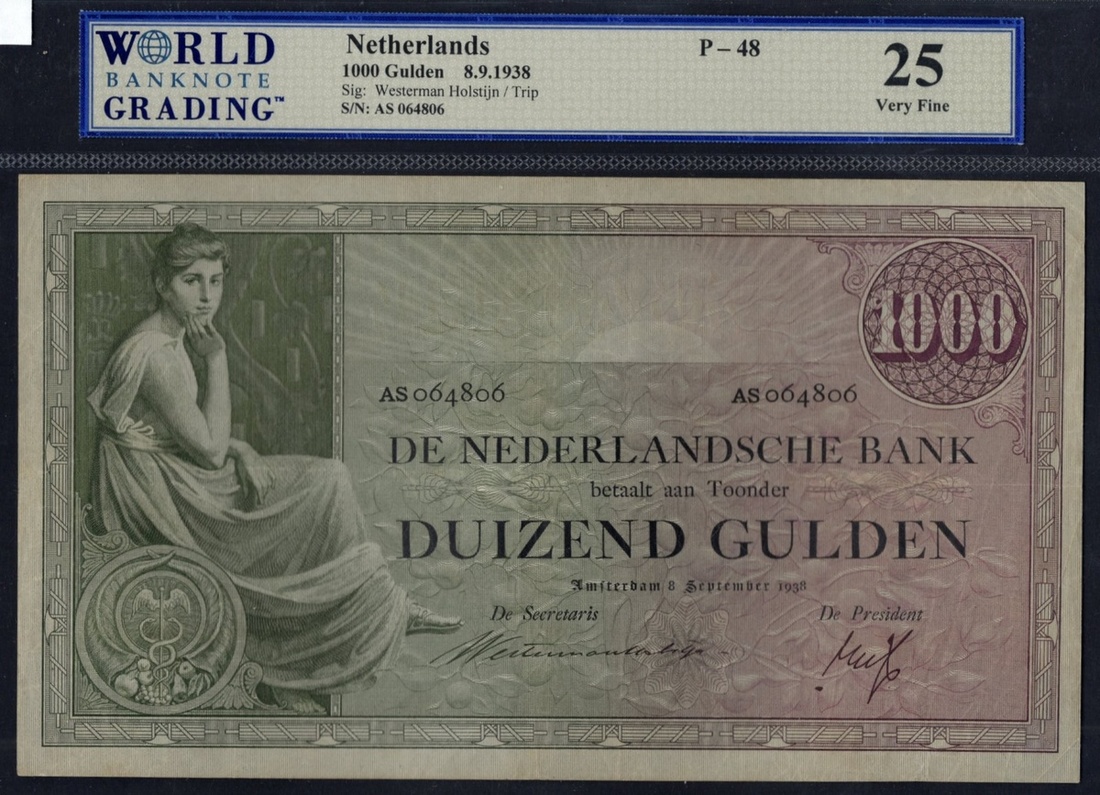 WORLD
BANKNOTE
GRADING™
Netherlands
1000 Gulden 8.9.1938
Sig: Westerman Holstijn / Trip
S/N: AS 064806
P – 48
25
Very Fine
1000
AS 064806 AS 064806
DE NEDERLANDSCHE BANK
betaalt aan Toonder
DUIZEND GULDEN
Amsterdam 8 September 1938
De Secretaris De President